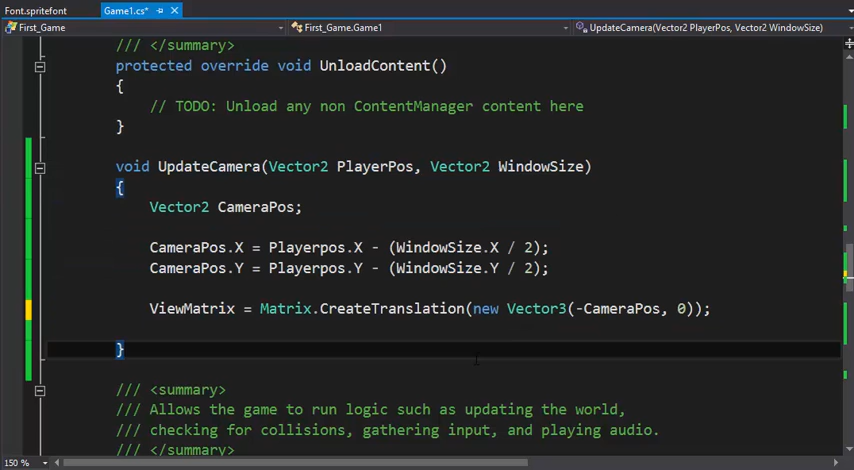 Font.spritefont Game1.cs*
First_Game First_Game.Game1 UpdateCamera(Vector2 PlayerPos, Vector2 WindowSize)
/// </summary>
protected override void UnloadContent()
{
// TODO: Unload any non ContentManager content here
}
void UpdateCamera(Vector2 PlayerPos, Vector2 WindowSize)
{
Vector2 CameraPos;
CameraPos.X = Playerpos.X - (WindowSize.X / 2);
CameraPos.Y = Playerpos.Y - (WindowSize.Y / 2);
ViewMatrix = Matrix.CreateTranslation(new Vector3(-CameraPos, 0));
}
/// <summary>
/// Allows the game to run logic such as updating the world,
/// checking for collisions, gathering input, and playing audio.
/// </summary>
150 %